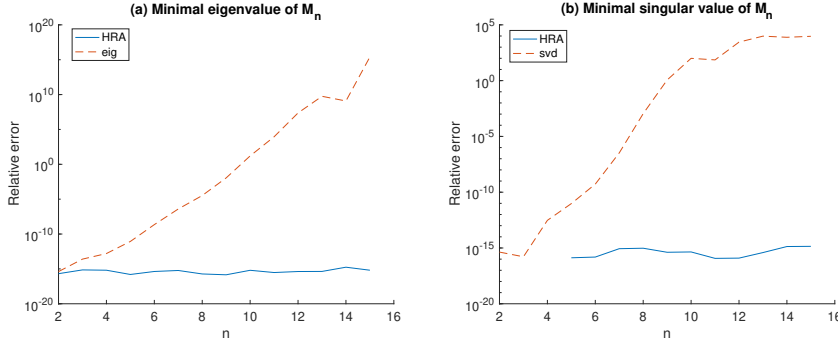 (a) Minimal eigenvalue of M_n
10^20
10^10
10^0
10^-10
10^-20
Relative error
HRA
eig
2 4 6 8 10 12 14 16
n
(b) Minimal singular value of M_n
10^5
10^0
10^-5
10^-10
10^-15
10^-20
Relative error
HRA
svd
2 4 6 8 10 12 14 16
n